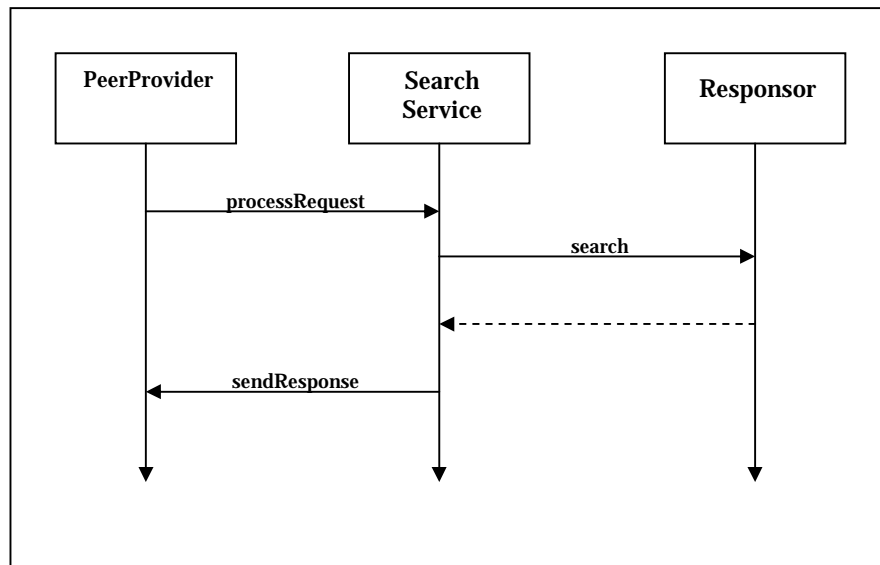 PeerProvider
Search
Service
Responsor
processRequest
search
sendResponse